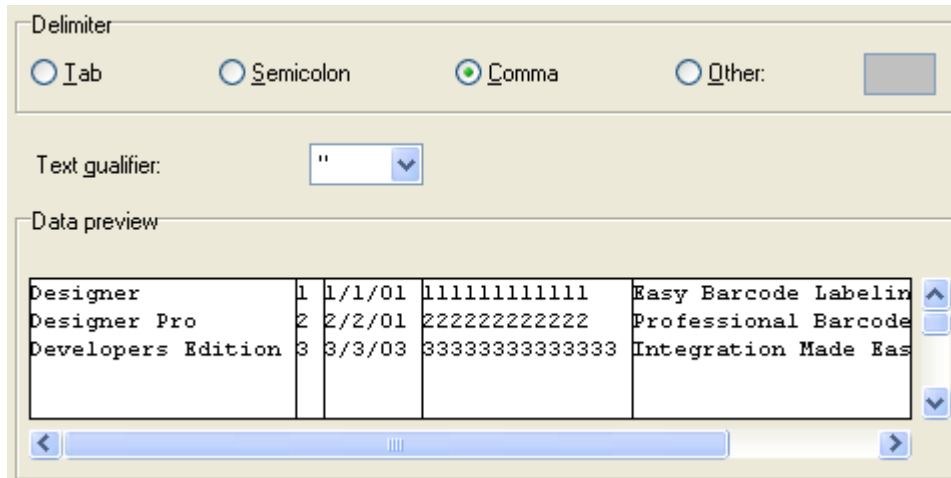 Delimiter
Tab Semicolon Comma Other:
Text qualifier: "
Data preview
Designer 1 1/1/01 111111111111 Easy Barcode Labelin
Designer Pro 2 2/2/01 222222222222 Professional Barcode
Developers Edition 3 3/3/03 33333333333333 Integration Made Eas